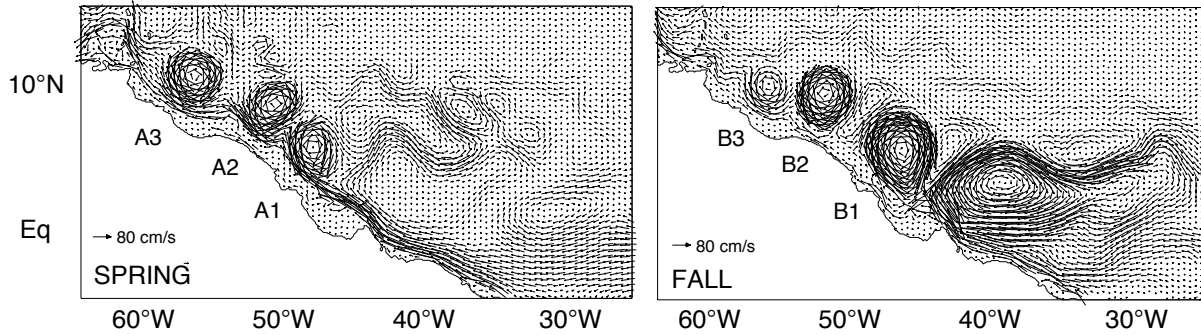 10°N
Eq
A3
A2
A1
80 cm/s
SPRING
60°W 50°W 40°W 30°W
B3
B2
B1
80 cm/s
FALL
60°W 50°W 40°W 30°W